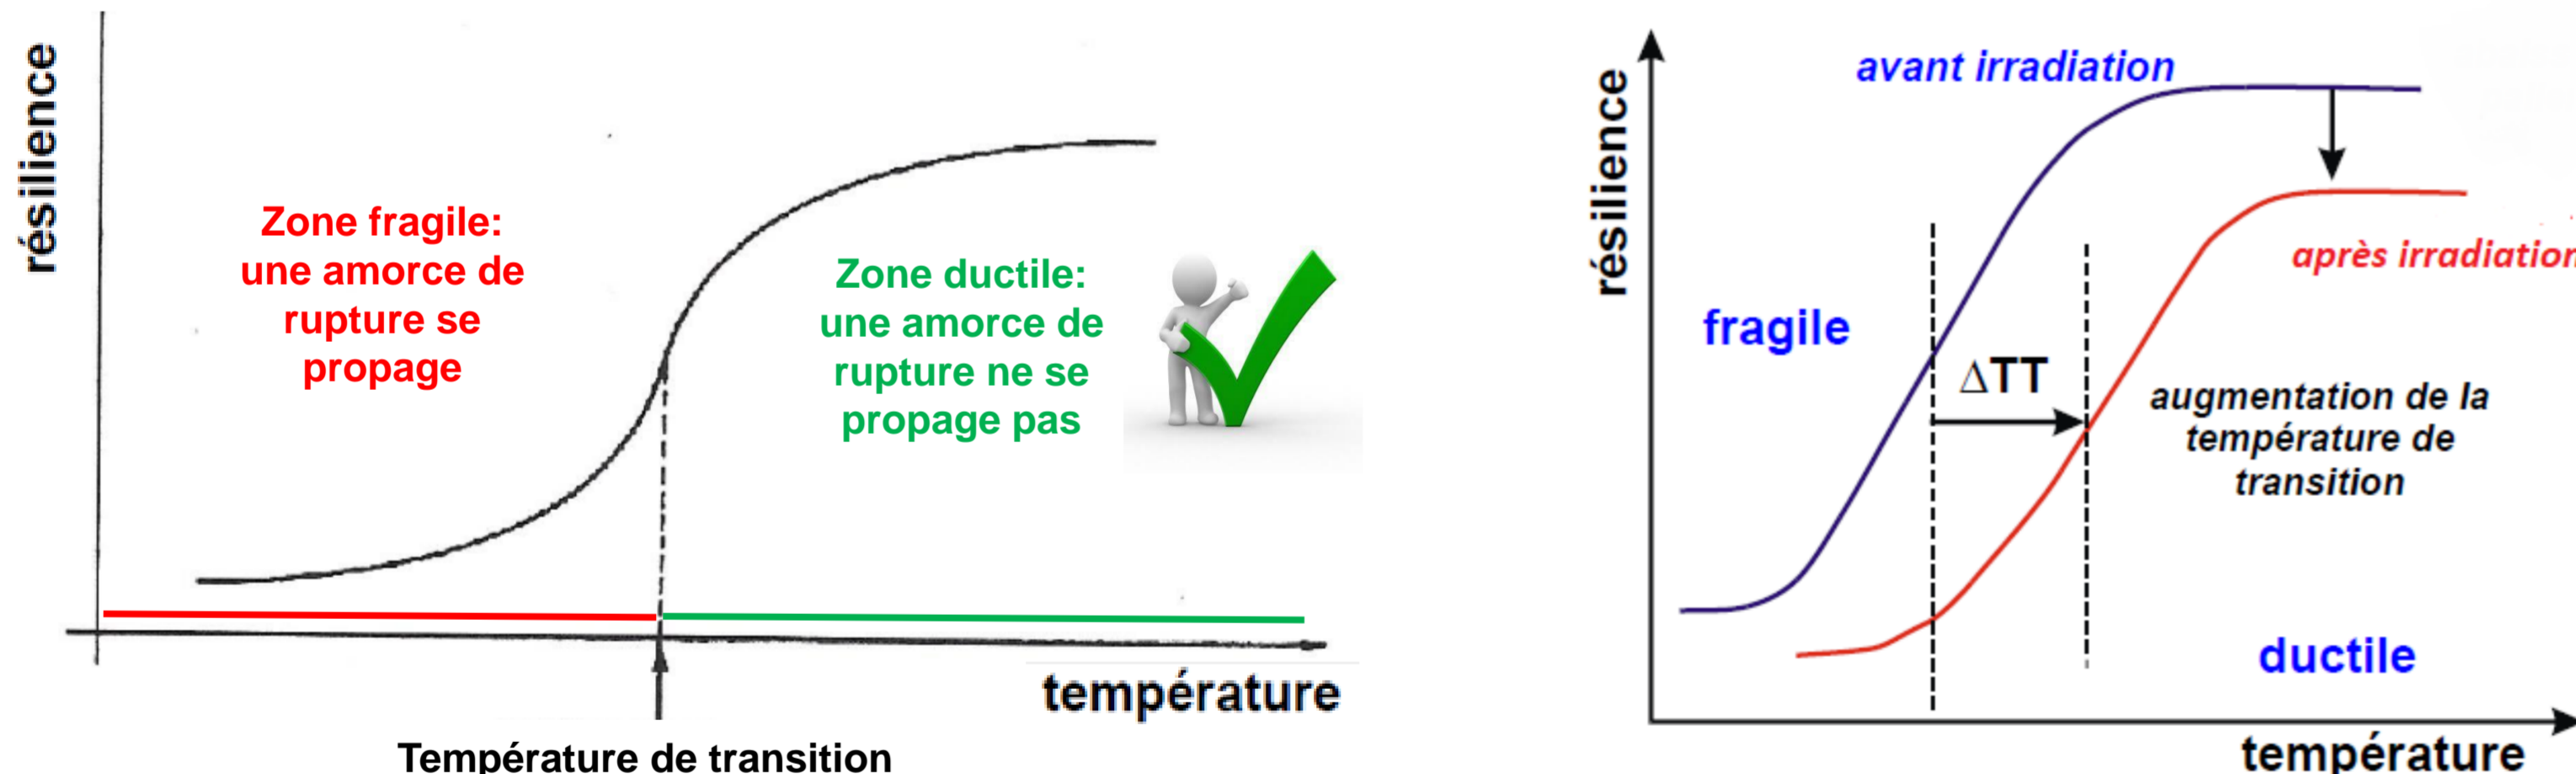 résilience
Zone fragile:
une amorce de
rupture se
propage
Zone ductile:
une amorce de
rupture ne se
propage pas
température
Température de transition
résilience
avant irradiation
après irradiation
fragile
ΔTT
augmentation de la
température de
transition
ductile
température